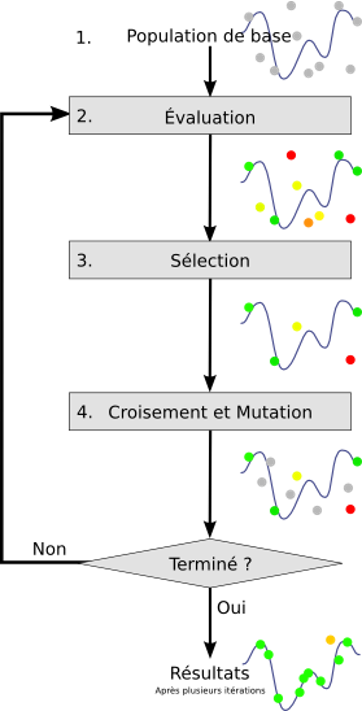 1. Population de base
2. Évaluation
3. Sélection
4. Croisement et Mutation
Terminé ?
Non
Oui
Résultats
Après plusieurs itérations